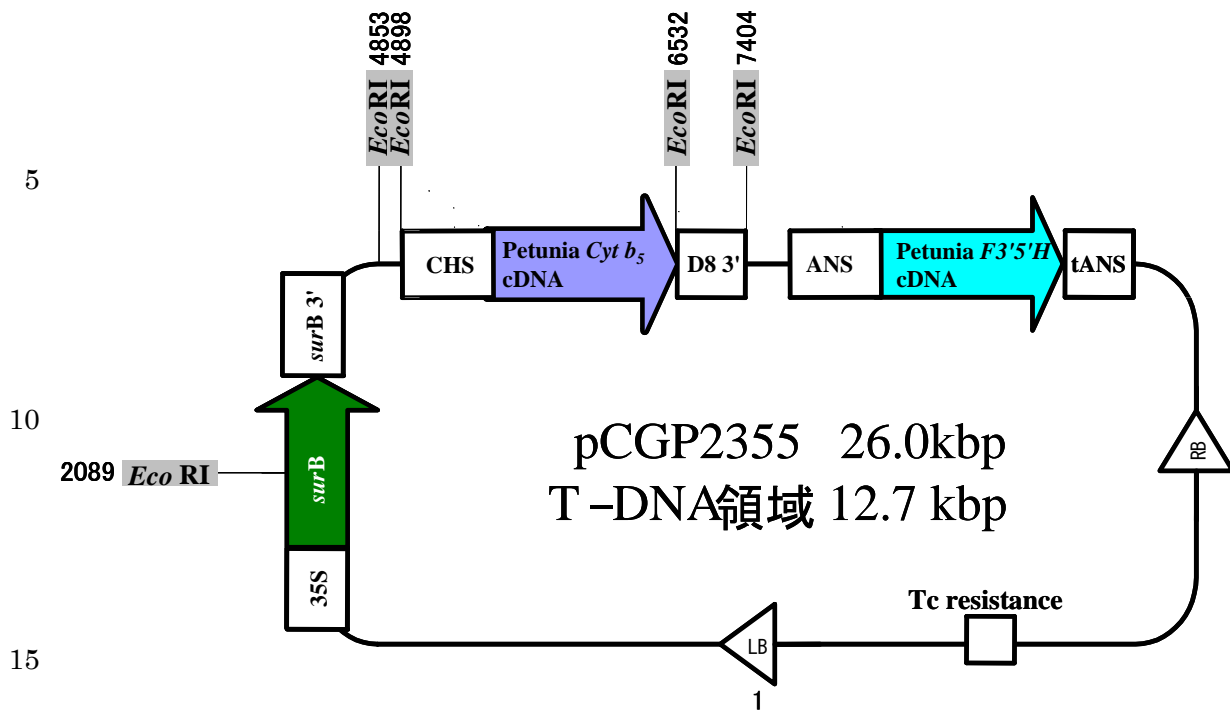 4853
4898
6532
7404
EcoRI
EcoRI
EcoRI
EcoRI
5
CHS
Petunia Cyt b5
cDNA
D8 3'
ANS
Petunia F3'5'H
cDNA
tANS
surB 3'
10
pCGP2355 26.0kbp
RB
2089 Eco RI
surB
T-DNA領域 12.7 kbp
35S
Tc resistance
15
LB
1